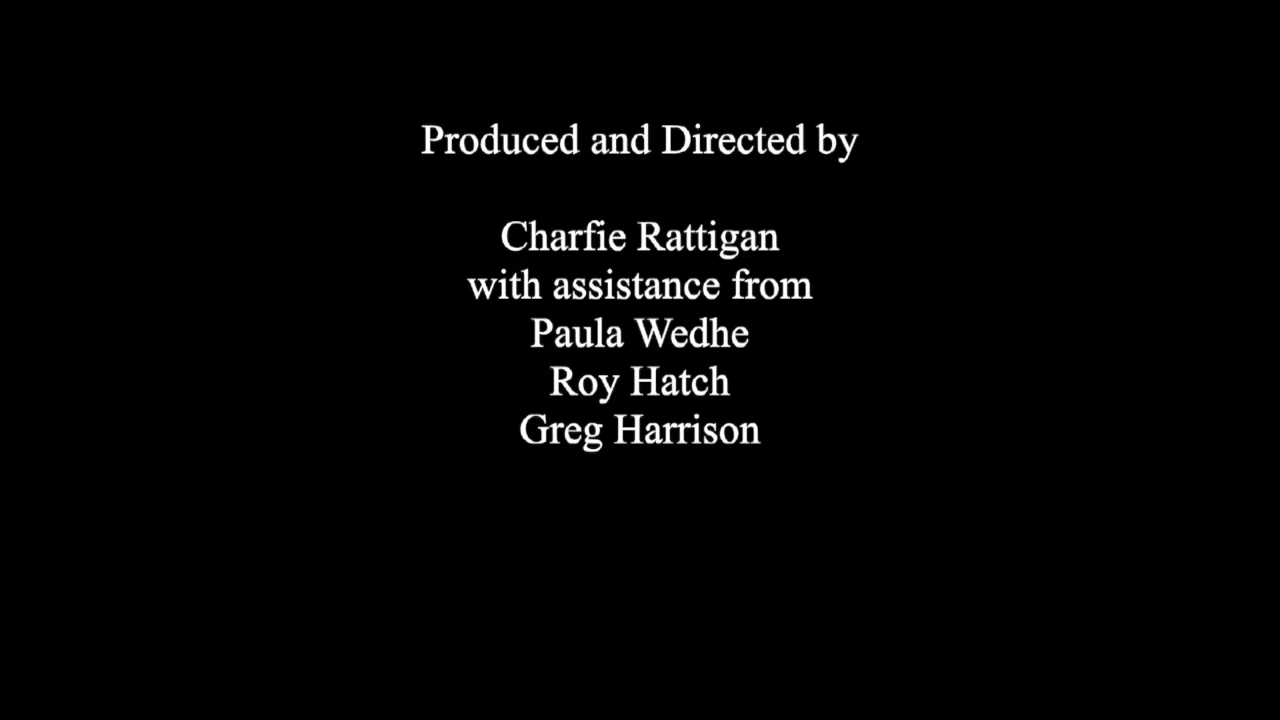 Produced and Directed by
Charfie Rattigan
with assistance from
Paula Wedhe
Roy Hatch
Greg Harrison